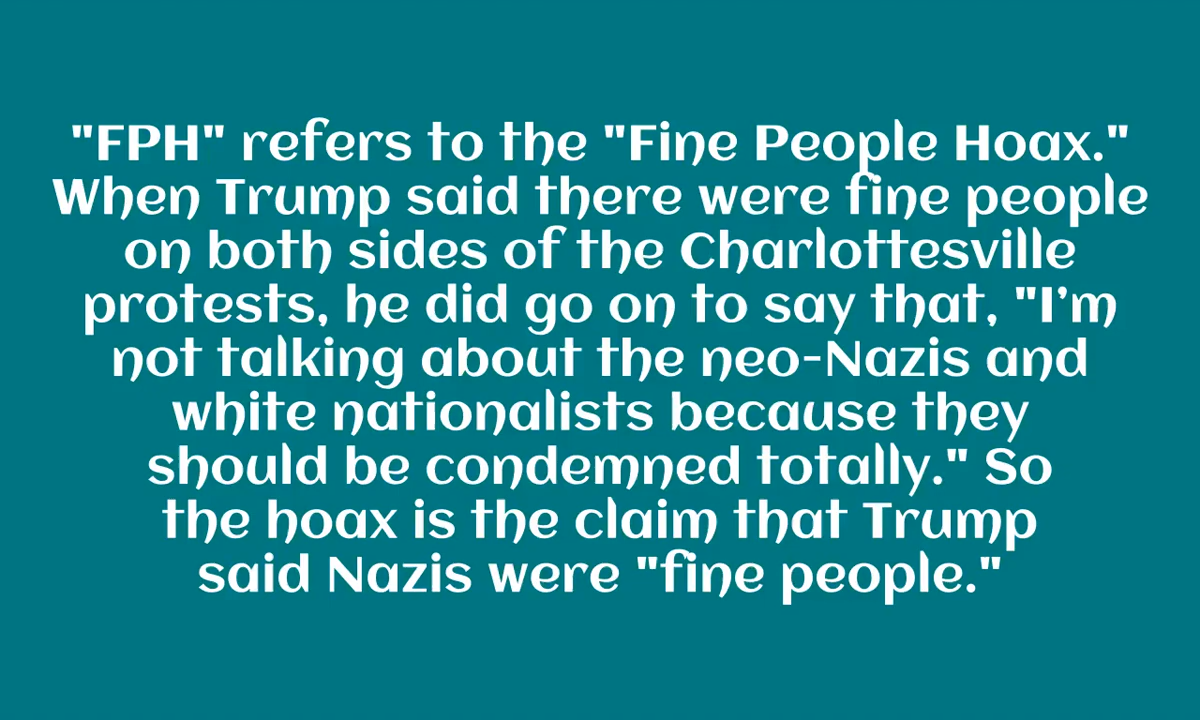 "FPH" refers to the "Fine People Hoax."
When Trump said there were fine people
on both sides of the Charlottesville
protests, he did go on to say that, "I’m
not talking about the neo-Nazis and
white nationalists because they
should be condemned totally." So
the hoax is the claim that Trump
said Nazis were "fine people."